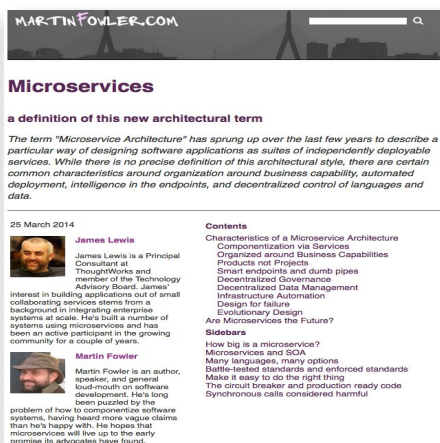 MARTINFOWLER.COM
Microservices
a definition of this new architectural term
The term "Microservice Architecture" has sprung up over the last few years to describe a
particular way of designing software applications as suites of independently deployable
services. While there is no precise definition of this architectural style, there are certain
common characteristics around organization around business capability, automated
deployment, intelligence in the endpoints, and decentralized control of languages and
data.
25 March 2014
James Lewis
James Lewis is a Principal
Consultant at
ThoughtWorks and
member of the Technology
Advisory Board. James'
interest in building applications out of small
collaborating services stems from a
background in integrating enterprise
systems at scale. He's built a number of
systems using microservices and has
been an active participant in the growing
community for a couple of years.
Martin Fowler
Martin Fowler is an author,
speaker, and general
loud-mouth on software
development. He's long
been puzzled by the
problem of how to componentize software
systems, having heard more vague claims
than he's happy with. He hopes that
microservices will live up to the early
promise its advocates have found.
Contents
Characteristics of a Microservice Architecture
Componentization via Services
Organized around Business Capabilities
Products not Projects
Smart endpoints and dumb pipes
Decentralized Governance
Decentralized Data Management
Infrastructure Automation
Design for failure
Evolutionary Design
Are Microservices the Future?
Sidebars
How big is a microservice?
Microservices and SOA
Many languages, many options
Battle-tested standards and enforced standards
Make it easy to do the right thing
The circuit breaker and production ready code
Synchronous calls considered harmful